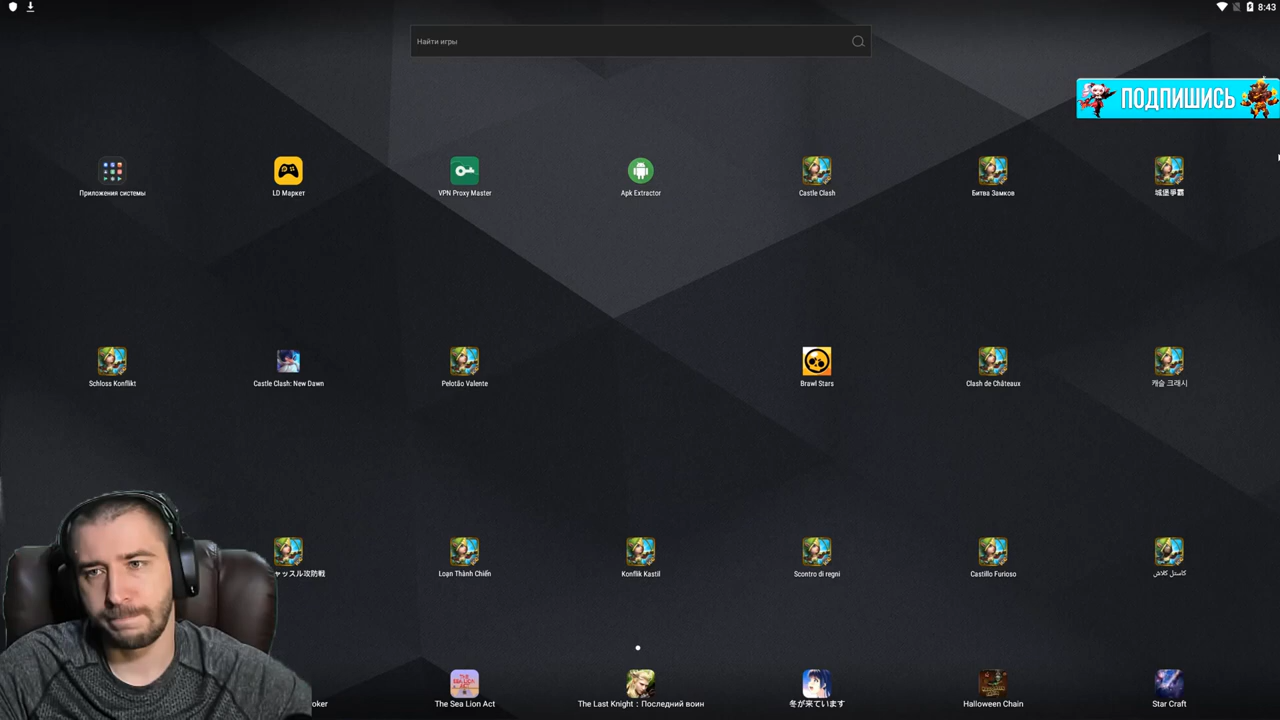 8:43
Найти игры
ПОДПИШИСЬ
Приложения системы
LD Маркет
VPN Proxy Master
Apk Extractor
Castle Clash
Битва Замков
城堡爭霸
Schloss Konflikt
Castle Clash: New Dawn
Pelotão Valente
Brawl Stars
Clash de Châteaux
캐슬 크래시
ャッスル攻防戦
Loạn Thành Chiến
Konflik Kastil
Scontro di regni
Castillo Furioso
كاستل كلاش
oker
The Sea Lion Act
The Last Knight：Последний воин
冬が来ています
Halloween Chain
Star Craft